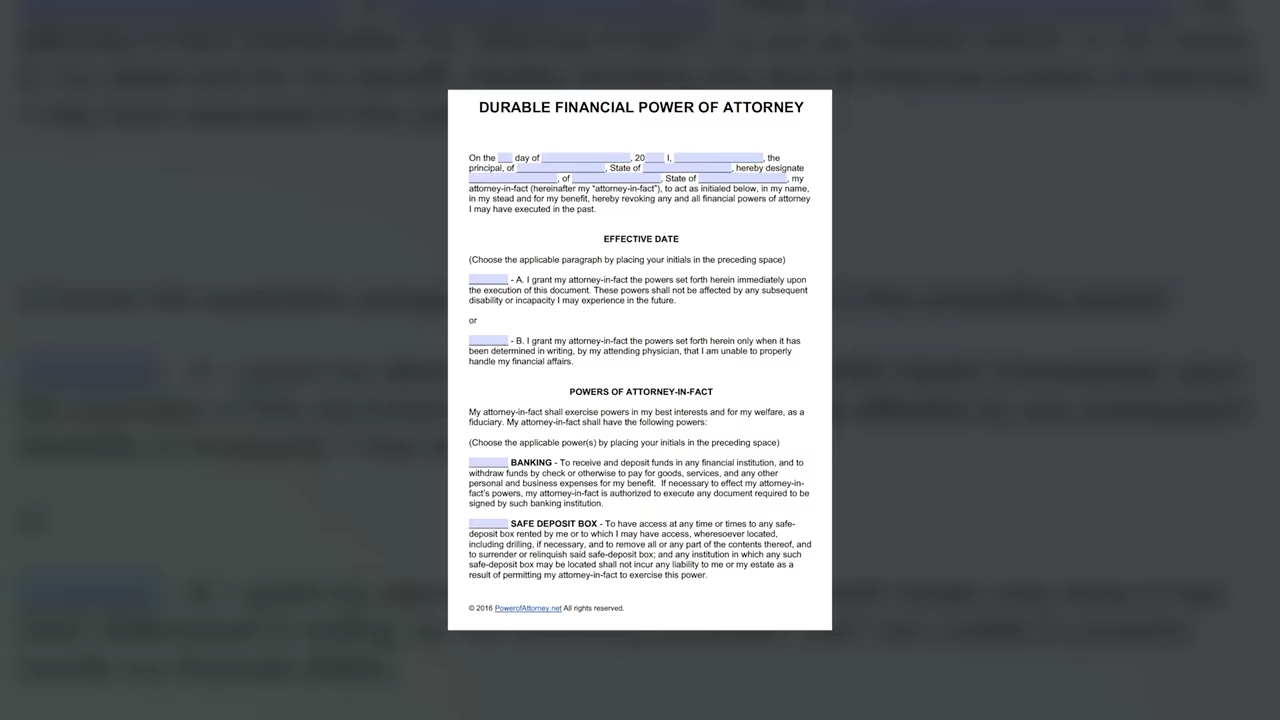 DURABLE FINANCIAL POWER OF ATTORNEY
On the ___ day of ____________________, 20____ I, ____________________, the
principal, of ____________________, State of ____________________, hereby designate
____________________, of ____________________, State of ____________________, my
attorney-in-fact (hereinafter my “attorney-in-fact”), to act as initialed below, in my name,
in my stead and for my benefit, hereby revoking any and all financial powers of attorney
I may have executed in the past.
EFFECTIVE DATE
(Choose the applicable paragraph by placing your initials in the preceding space)
________ - A. I grant my attorney-in-fact the powers set forth herein immediately upon
the execution of this document. These powers shall not be affected by any subsequent
disability or incapacity I may experience in the future.
or
________ - B. I grant my attorney-in-fact the powers set forth herein only when it has
been determined in writing, by my attending physician, that I am unable to properly
handle my financial affairs.
POWERS OF ATTORNEY-IN-FACT
My attorney-in-fact shall exercise powers in my best interests and for my welfare, as a
fiduciary. My attorney-in-fact shall have the following powers:
(Choose the applicable power(s) by placing your initials in the preceding space)
________ BANKING - To receive and deposit funds in any financial institution, and to
withdraw funds by check or otherwise to pay for goods, services, and any other
personal and business expenses for my benefit.  If necessary to effect my attorney-in-
fact’s powers, my attorney-in-fact is authorized to execute any document required to be
signed by such banking institution.
________ SAFE DEPOSIT BOX - To have access at any time or times to any safe-
deposit box rented by me or to which I may have access, wheresoever located,
including drilling, if necessary, and to remove all or any part of the contents thereof, and
to surrender or relinquish said safe-deposit box; and any institution in which any such
safe-deposit box may be located shall not incur any liability to me or my estate as a
result of permitting my attorney-in-fact to exercise this power.
© 2016 PowerofAttorney.net All rights reserved.